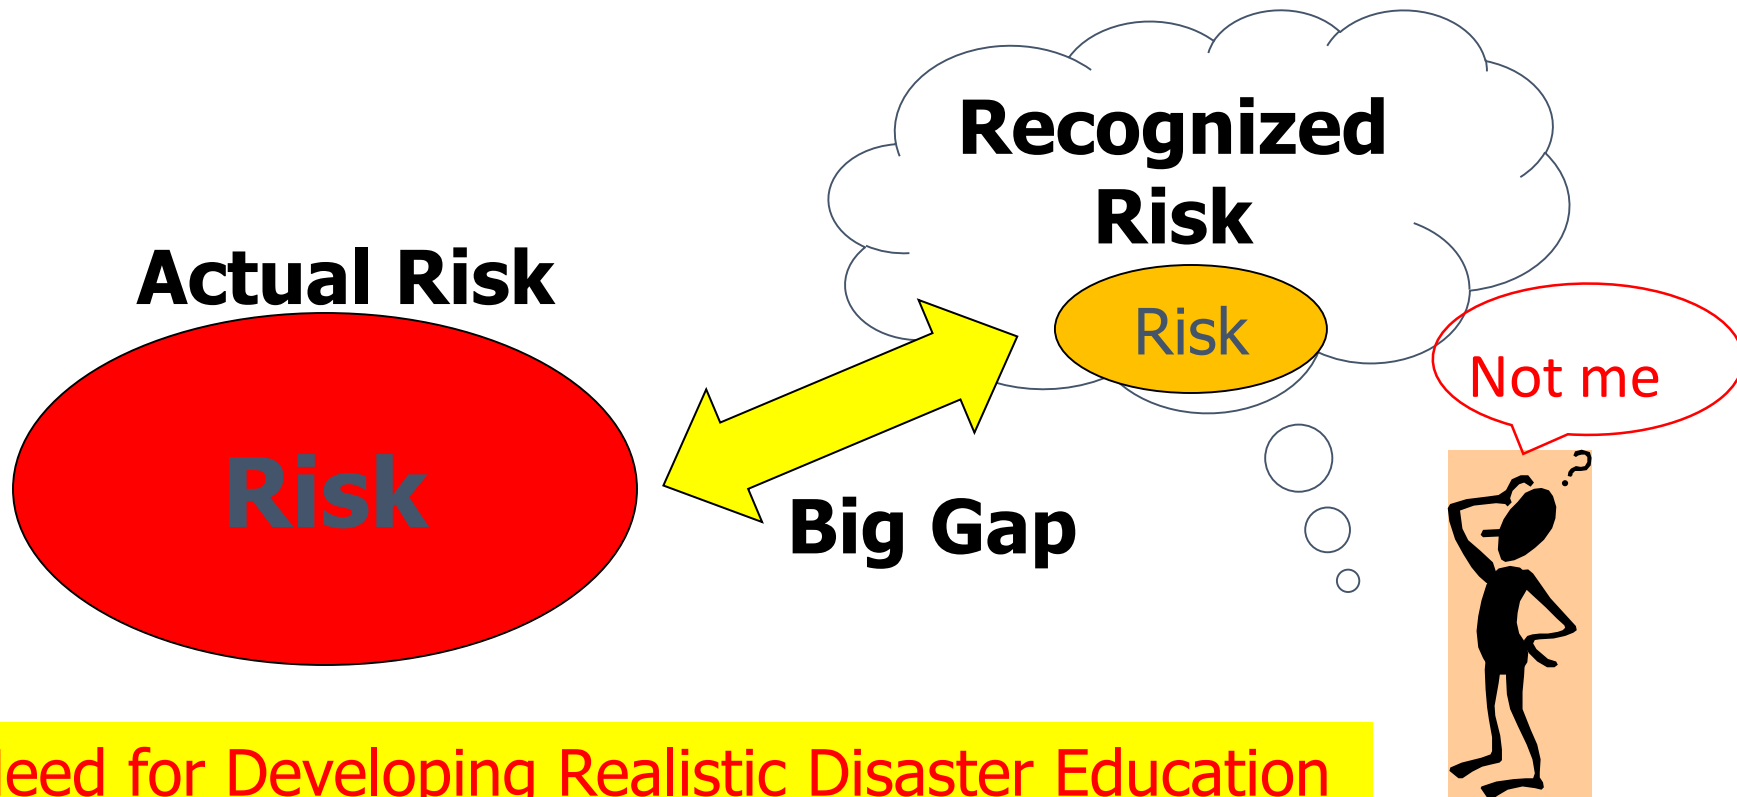 Recognized
Risk
Actual Risk
Risk
Not me
Risk
Big Gap
?
eed for Developing Realistic Disaster Education